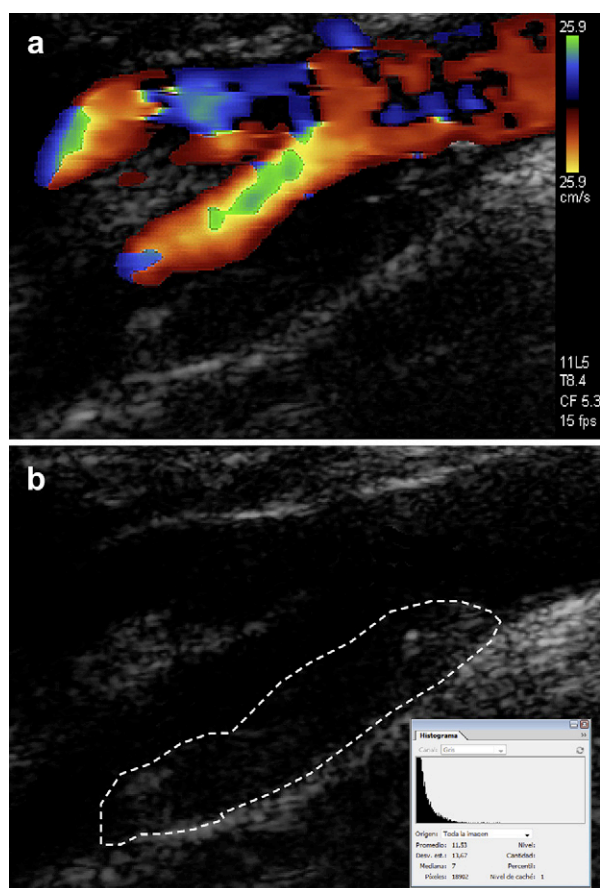 a
25.9
25.9
cm/s
11L5
T8.4
CF 5.3
15 fps
b
Histograma
Canal: Gris
Origen: Toda la imagen
Promedio: 11,53 Nivel:
Desv. est.: 13,67 Cantidad:
Mediana: 7 Percentil:
Píxeles: 18902 Nivel de caché: 1